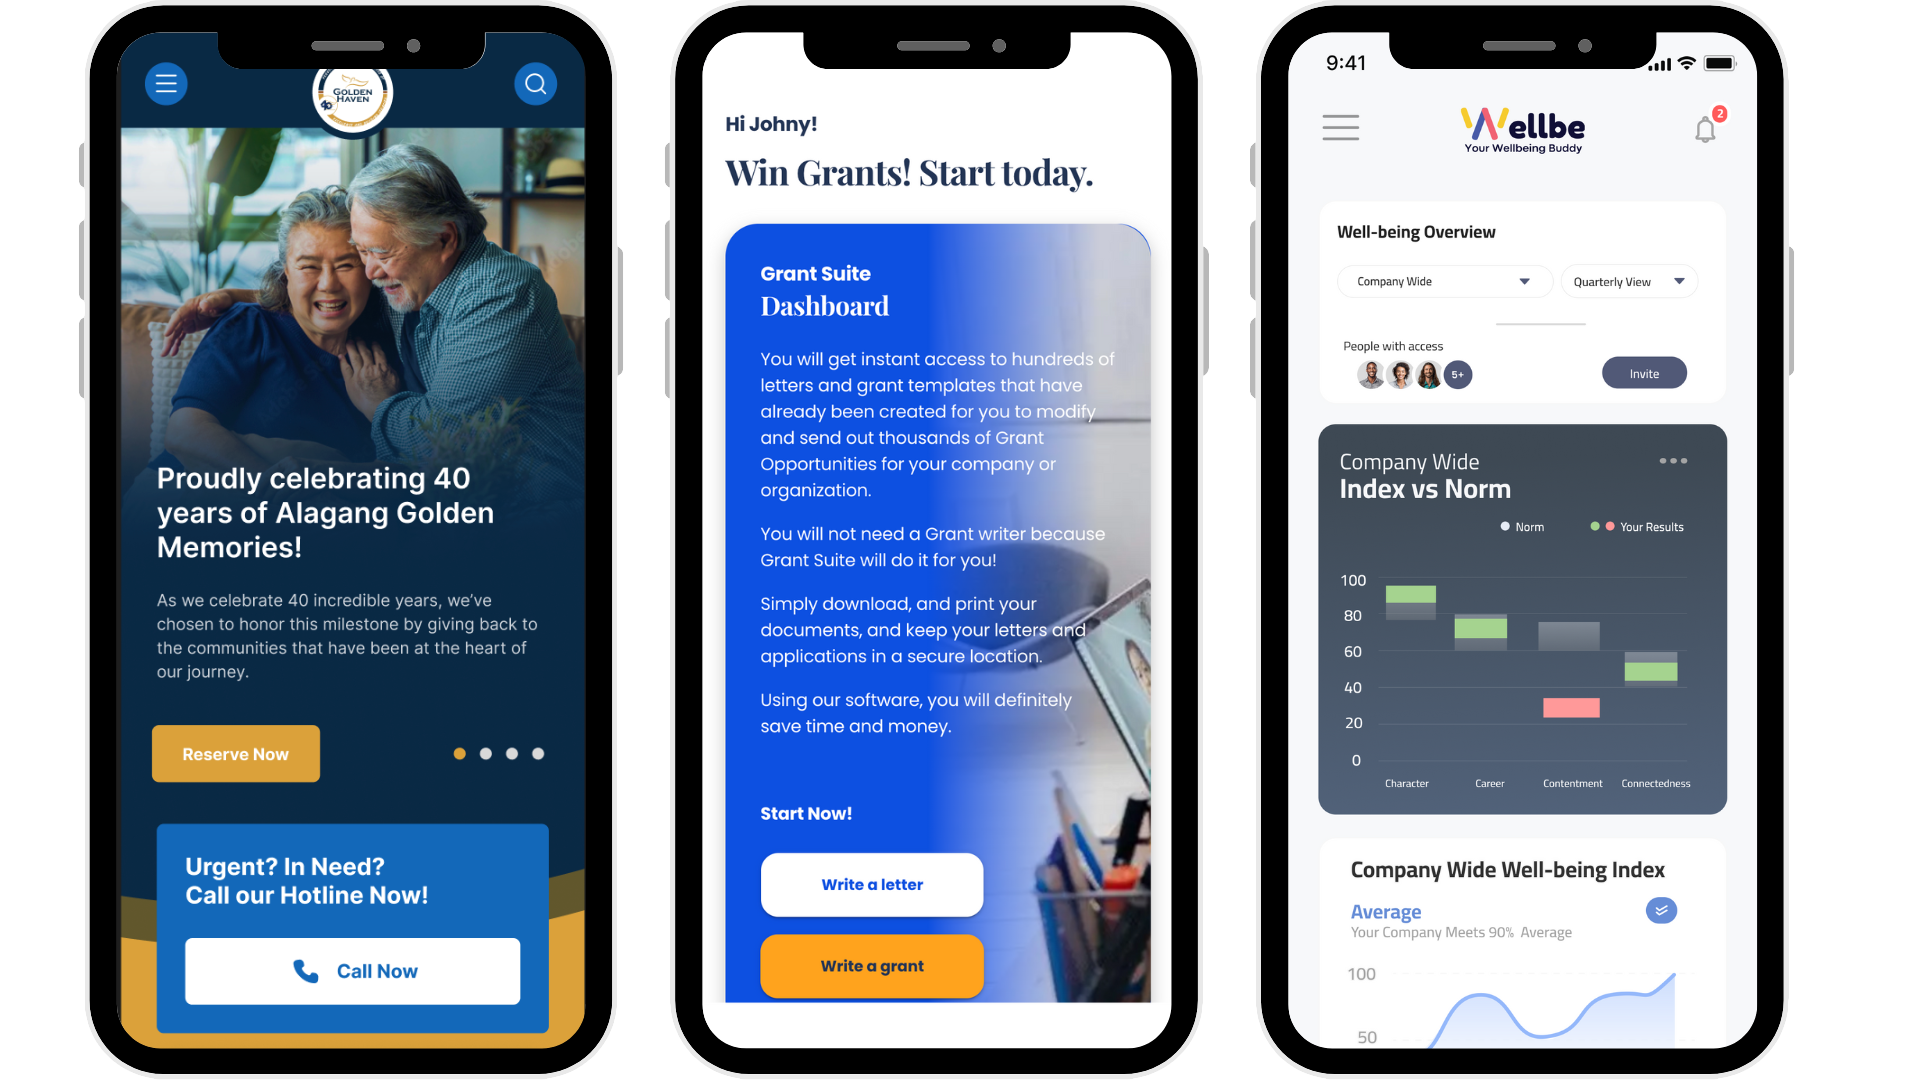 GOLDEN
HAVEN
40
Proudly celebrating 40
years of Alagang Golden
Memories!
As we celebrate 40 incredible years, we’ve
chosen to honor this milestone by giving back to
the communities that have been at the heart of
our journey.
Reserve Now
Urgent? In Need?
Call our Hotline Now!
Call Now
Hi Johny!
Win Grants! Start today.
Grant Suite
Dashboard
You will get instant access to hundreds of
letters and grant templates that have
already been created for you to modify
and send out thousands of Grant
Opportunities for your company or
organization.
You will not need a Grant writer because
Grant Suite will do it for you!
Simply download, and print your
documents, and keep your letters and
applications in a secure location.
Using our software, you will definitely
save time and money.
Start Now!
Write a letter
Write a grant
9:41
Wellbe
Your Wellbeing Buddy
2
Well-being Overview
Company Wide
Quarterly View
People with access
5+
Invite
Company Wide
Index vs Norm
Norm
Your Results
100
80
60
40
20
0
Character Career Contentment Connectedness
Company Wide Well-being Index
Average
Your Company Meets 90% Average
100
50